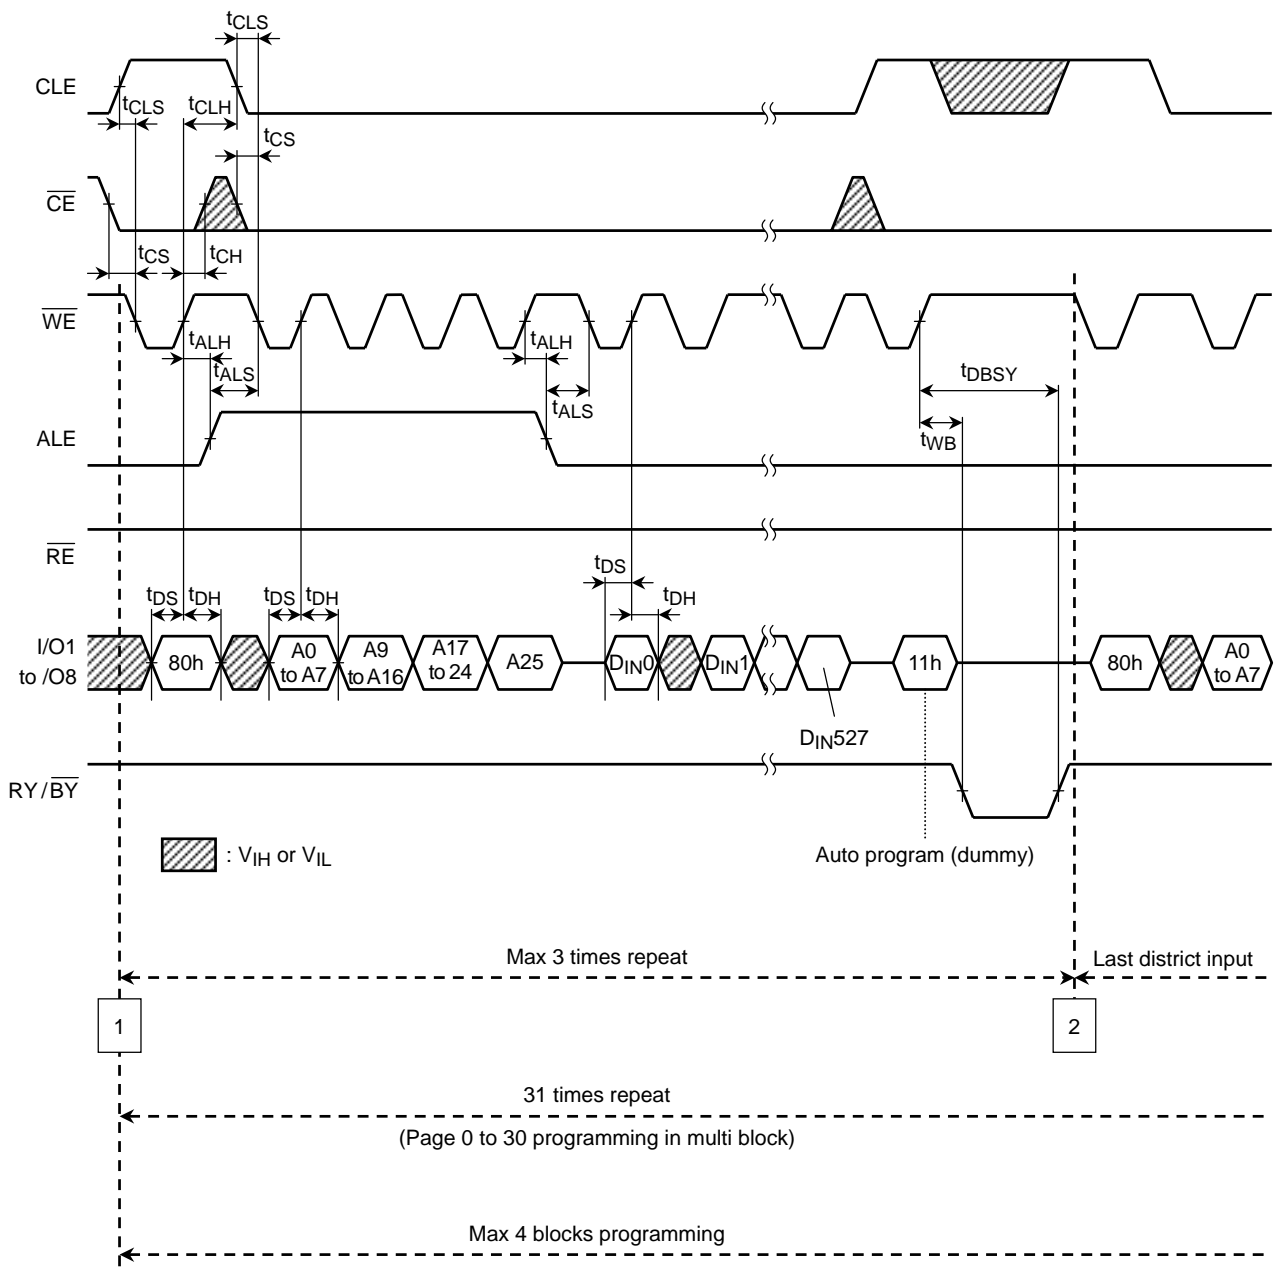 tCLS
CLE
tCLS
tCLH
tCS
CE
tCS
tCH
WE
tALH
tALS
tALH
tALS
tDBSY
tWB
ALE
RE
tDS
tDH
tDS
tDH
tDS
tDH
I/O1
to /O8
80h
A0
to A7
A9
to A16
A17
to 24
A25
DIN0
DIN1
11h
80h
A0
to A7
DIN527
RY/BY
: VIH or VIL
Auto program (dummy)
Max 3 times repeat
Last district input
1
2
31 times repeat
(Page 0 to 30 programming in multi block)
Max 4 blocks programming